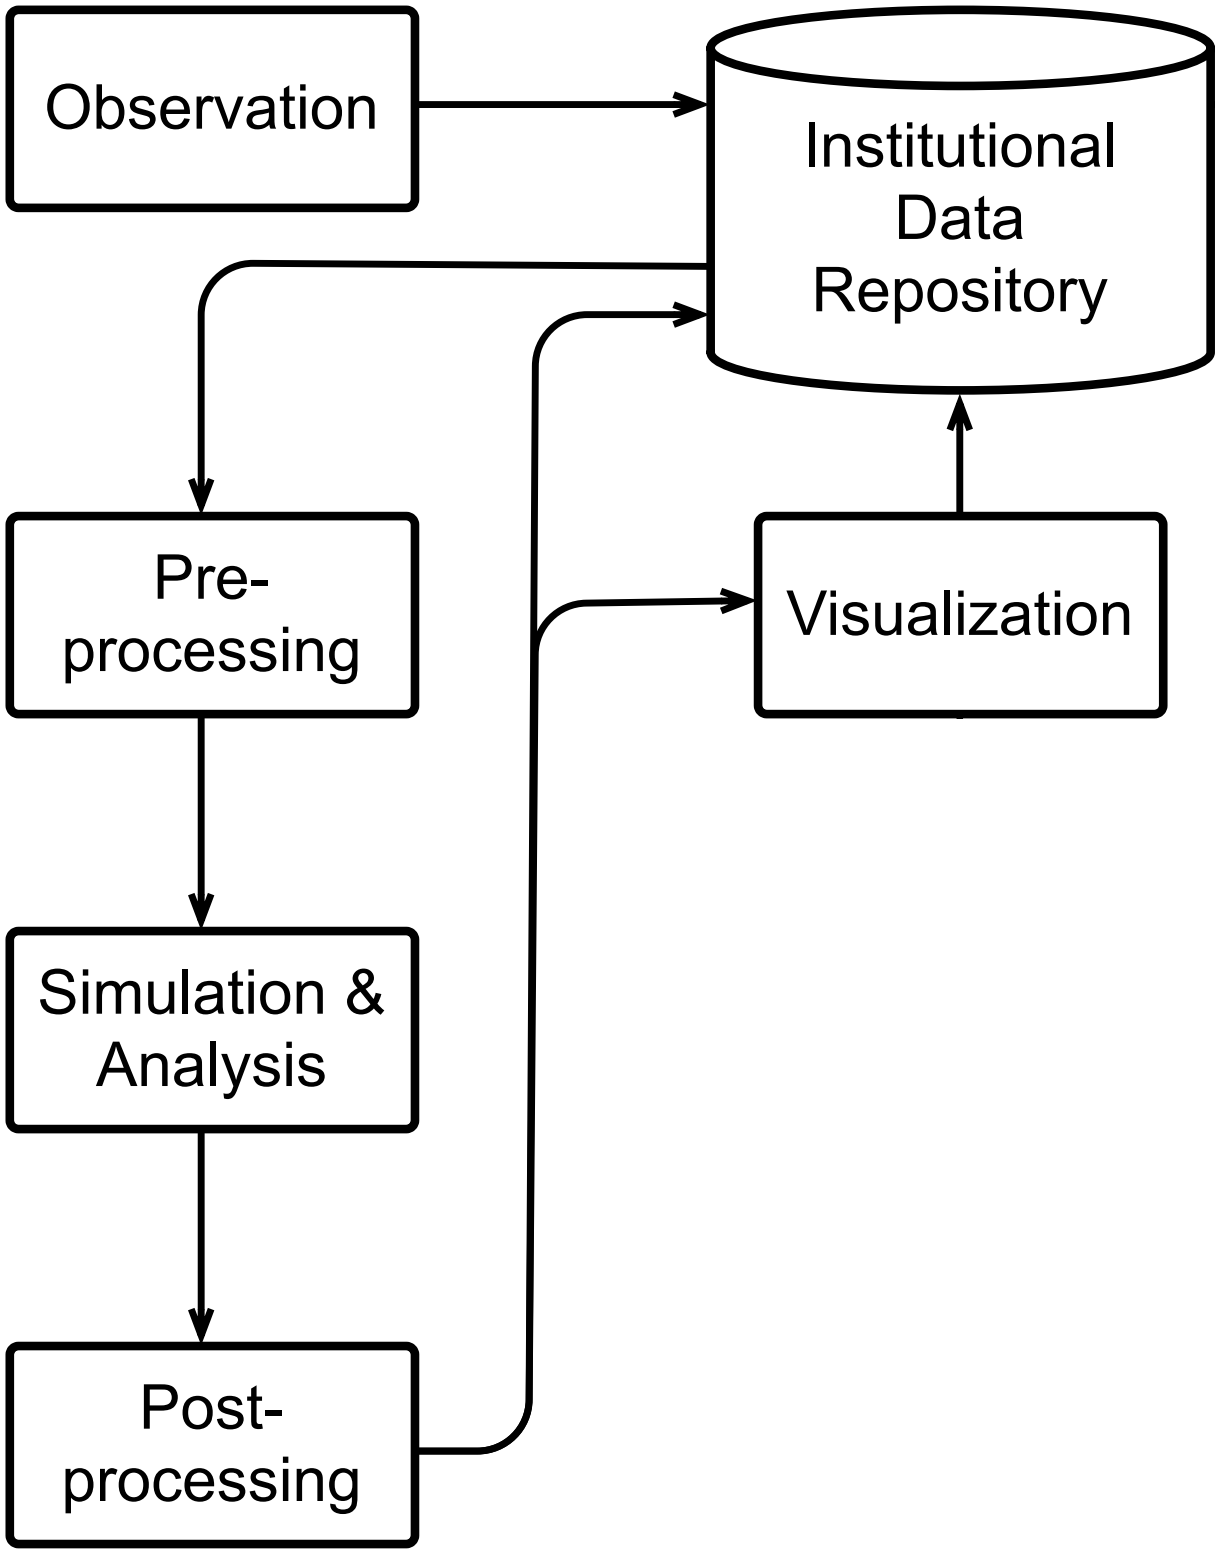 Observation
Institutional
Data
Repository
Pre-
processing
Visualization
Simulation &
Analysis
Post-
processing